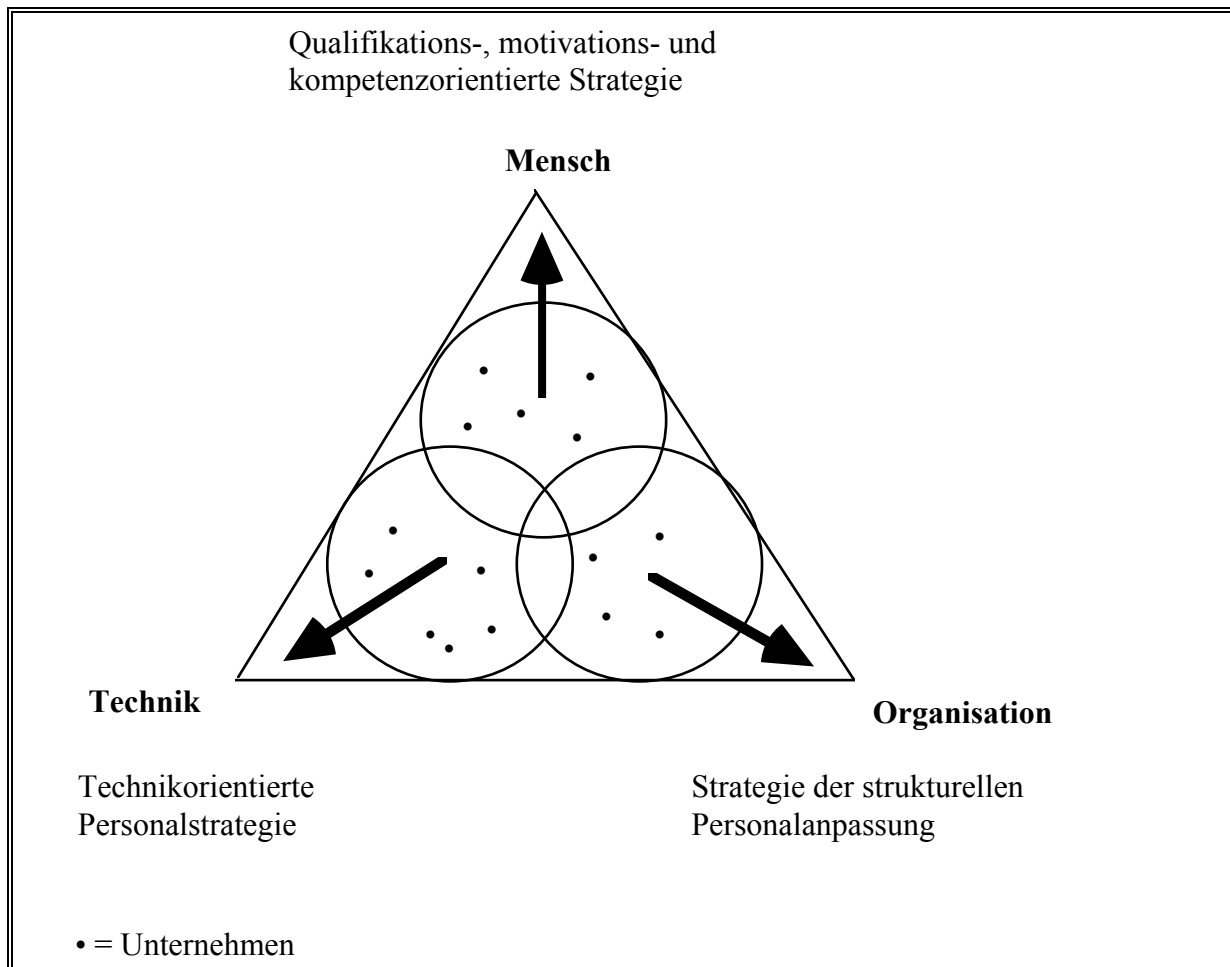 Qualifikations-, motivations- und
kompetenzorientierte Strategie
Mensch
Technik
Organisation
Technikorientierte
Personalstrategie
Strategie der strukturellen
Personalanpassung
• = Unternehmen